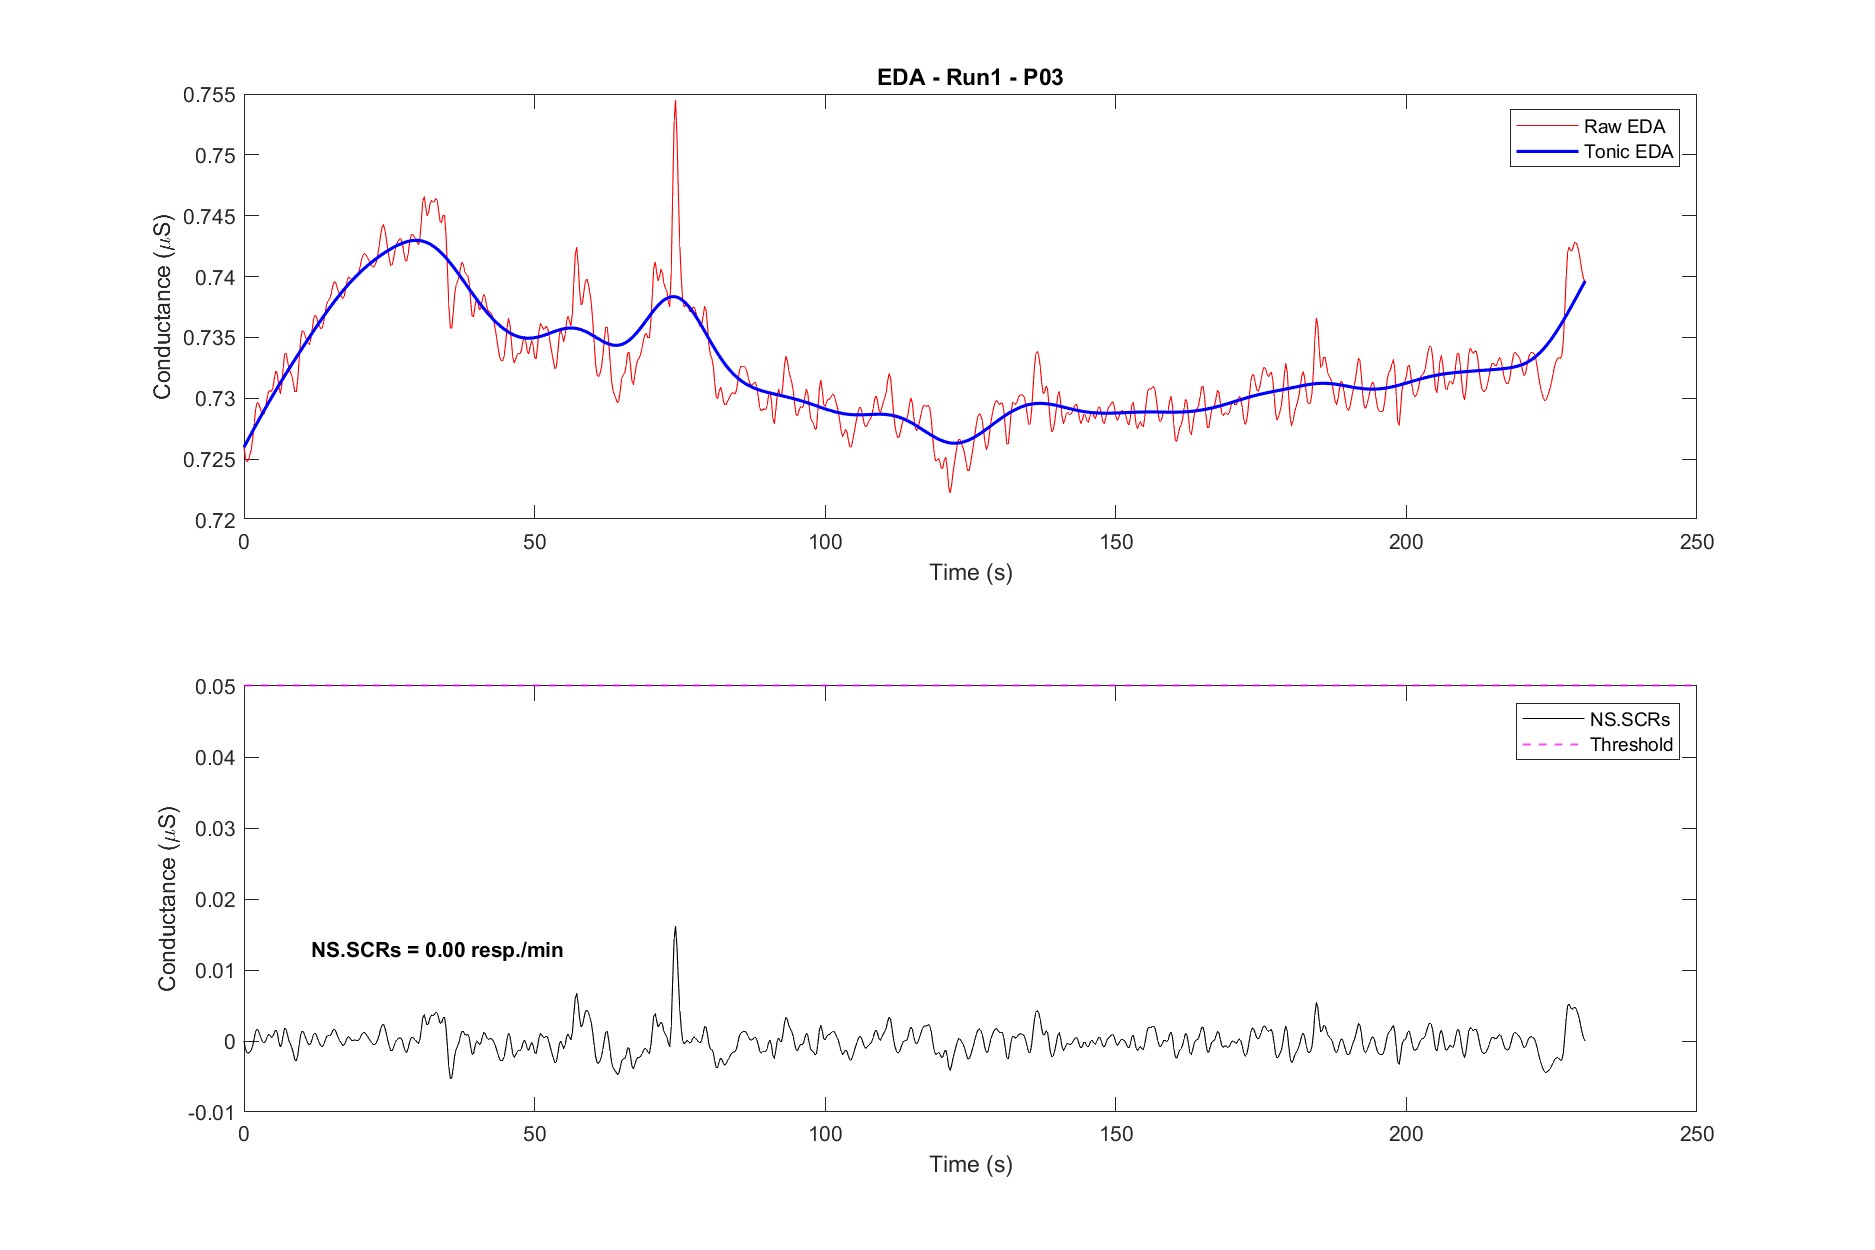 EDA - Run1 - P03
0.755
0.75
0.745
0.74
0.735
0.73
0.725
0.72
Conductance (μS)
0
50
100
150
200
250
Time (s)
Raw EDA
Tonic EDA
0.05
0.04
0.03
0.02
0.01
0
-0.01
Conductance (μS)
NS.SCRs = 0.00 resp./min
NS.SCRs
Threshold
0
50
100
150
200
250
Time (s)